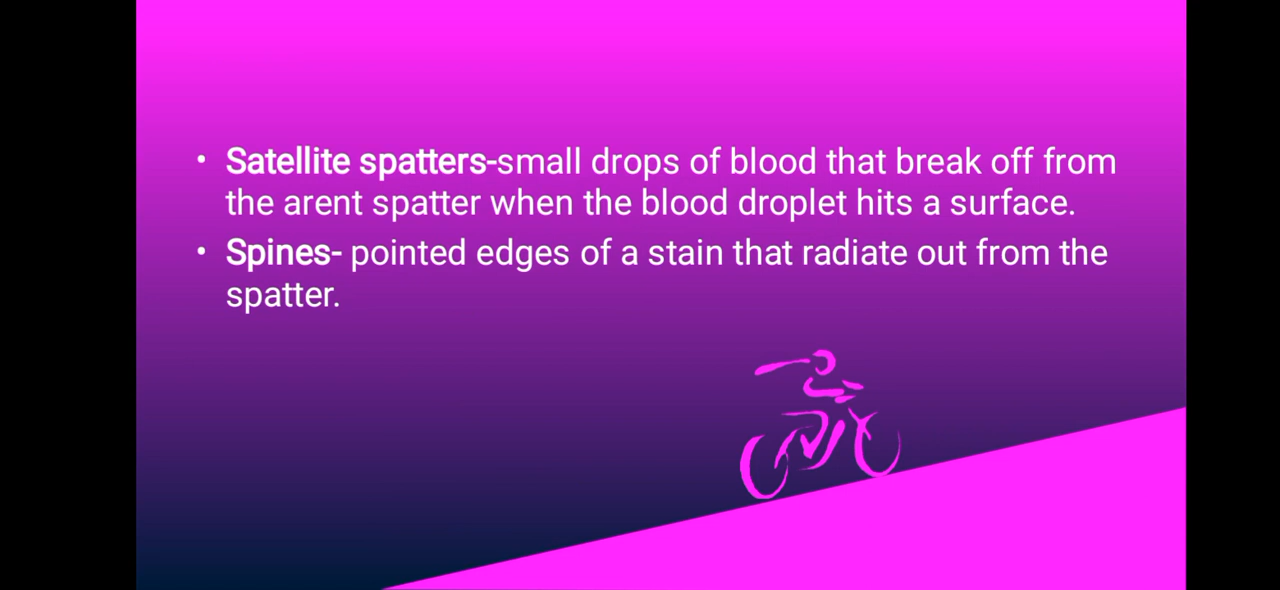 • Satellite spatters-small drops of blood that break off from
the arent spatter when the blood droplet hits a surface.
• Spines- pointed edges of a stain that radiate out from the
spatter.